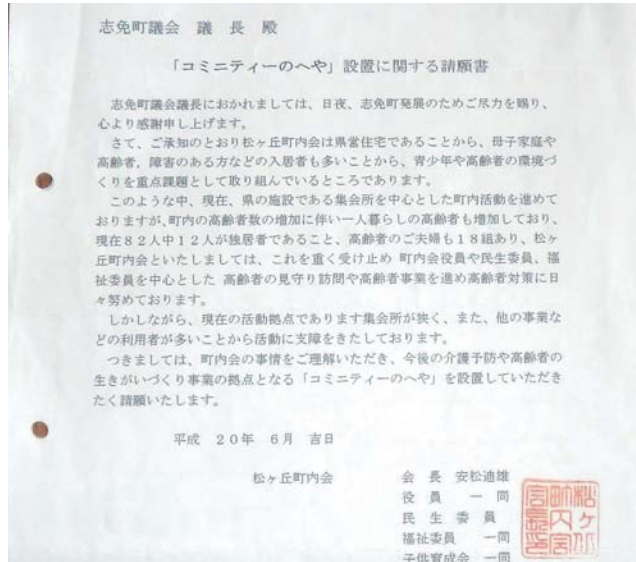 志免町議会　議　長　殿
「コミニティーのへや」設置に関する請願書
志免町議会議長におかれましては、日夜、志免町発展のためご尽力を賜り、
心より感謝申し上げます。
さて、ご承知のとおり松ヶ丘町内会は県営住宅であることから、母子家庭や
高齢者，障害のある方などの入居者も多いことから、青少年や高齢者の環境づ
くりを重点課題として取り組んでいるところであります。
このような中、現在、県の施設である集会所を中心とした町内活動を進めて
おりますが、町内の高齢者数の増加に伴い一人暮らしの高齢者も増加しており、
現在８２人中１２人が独居者であること、高齢者のご夫婦も１８組あり、松ヶ
丘町内会といたしましては、これを重く受け止め 町内会役員や民生委員、福
祉委員を中心とした 高齢者の見守り訪問や高齢者事業を進め高齢者対策に日
々努めております。
しかしながら、現在の活動拠点であります集会所が狭く、また、他の事業な
どの利用者が多いことから活動に支障をきたしております。
つきましては、町内会の事情をご理解いただき、今後の介護予防や高齢者の
生きがいづくり事業の拠点となる「コミニティーのへや」を設置していただき
たく請願いたします。
平成　２０年　６月　吉日
松ヶ丘町内会　会　長　安松迪雄
役　員　一　同
民　生　委　員
福祉委員　一同
子供育成会　一同
松ヶ丘
町内会
会長印